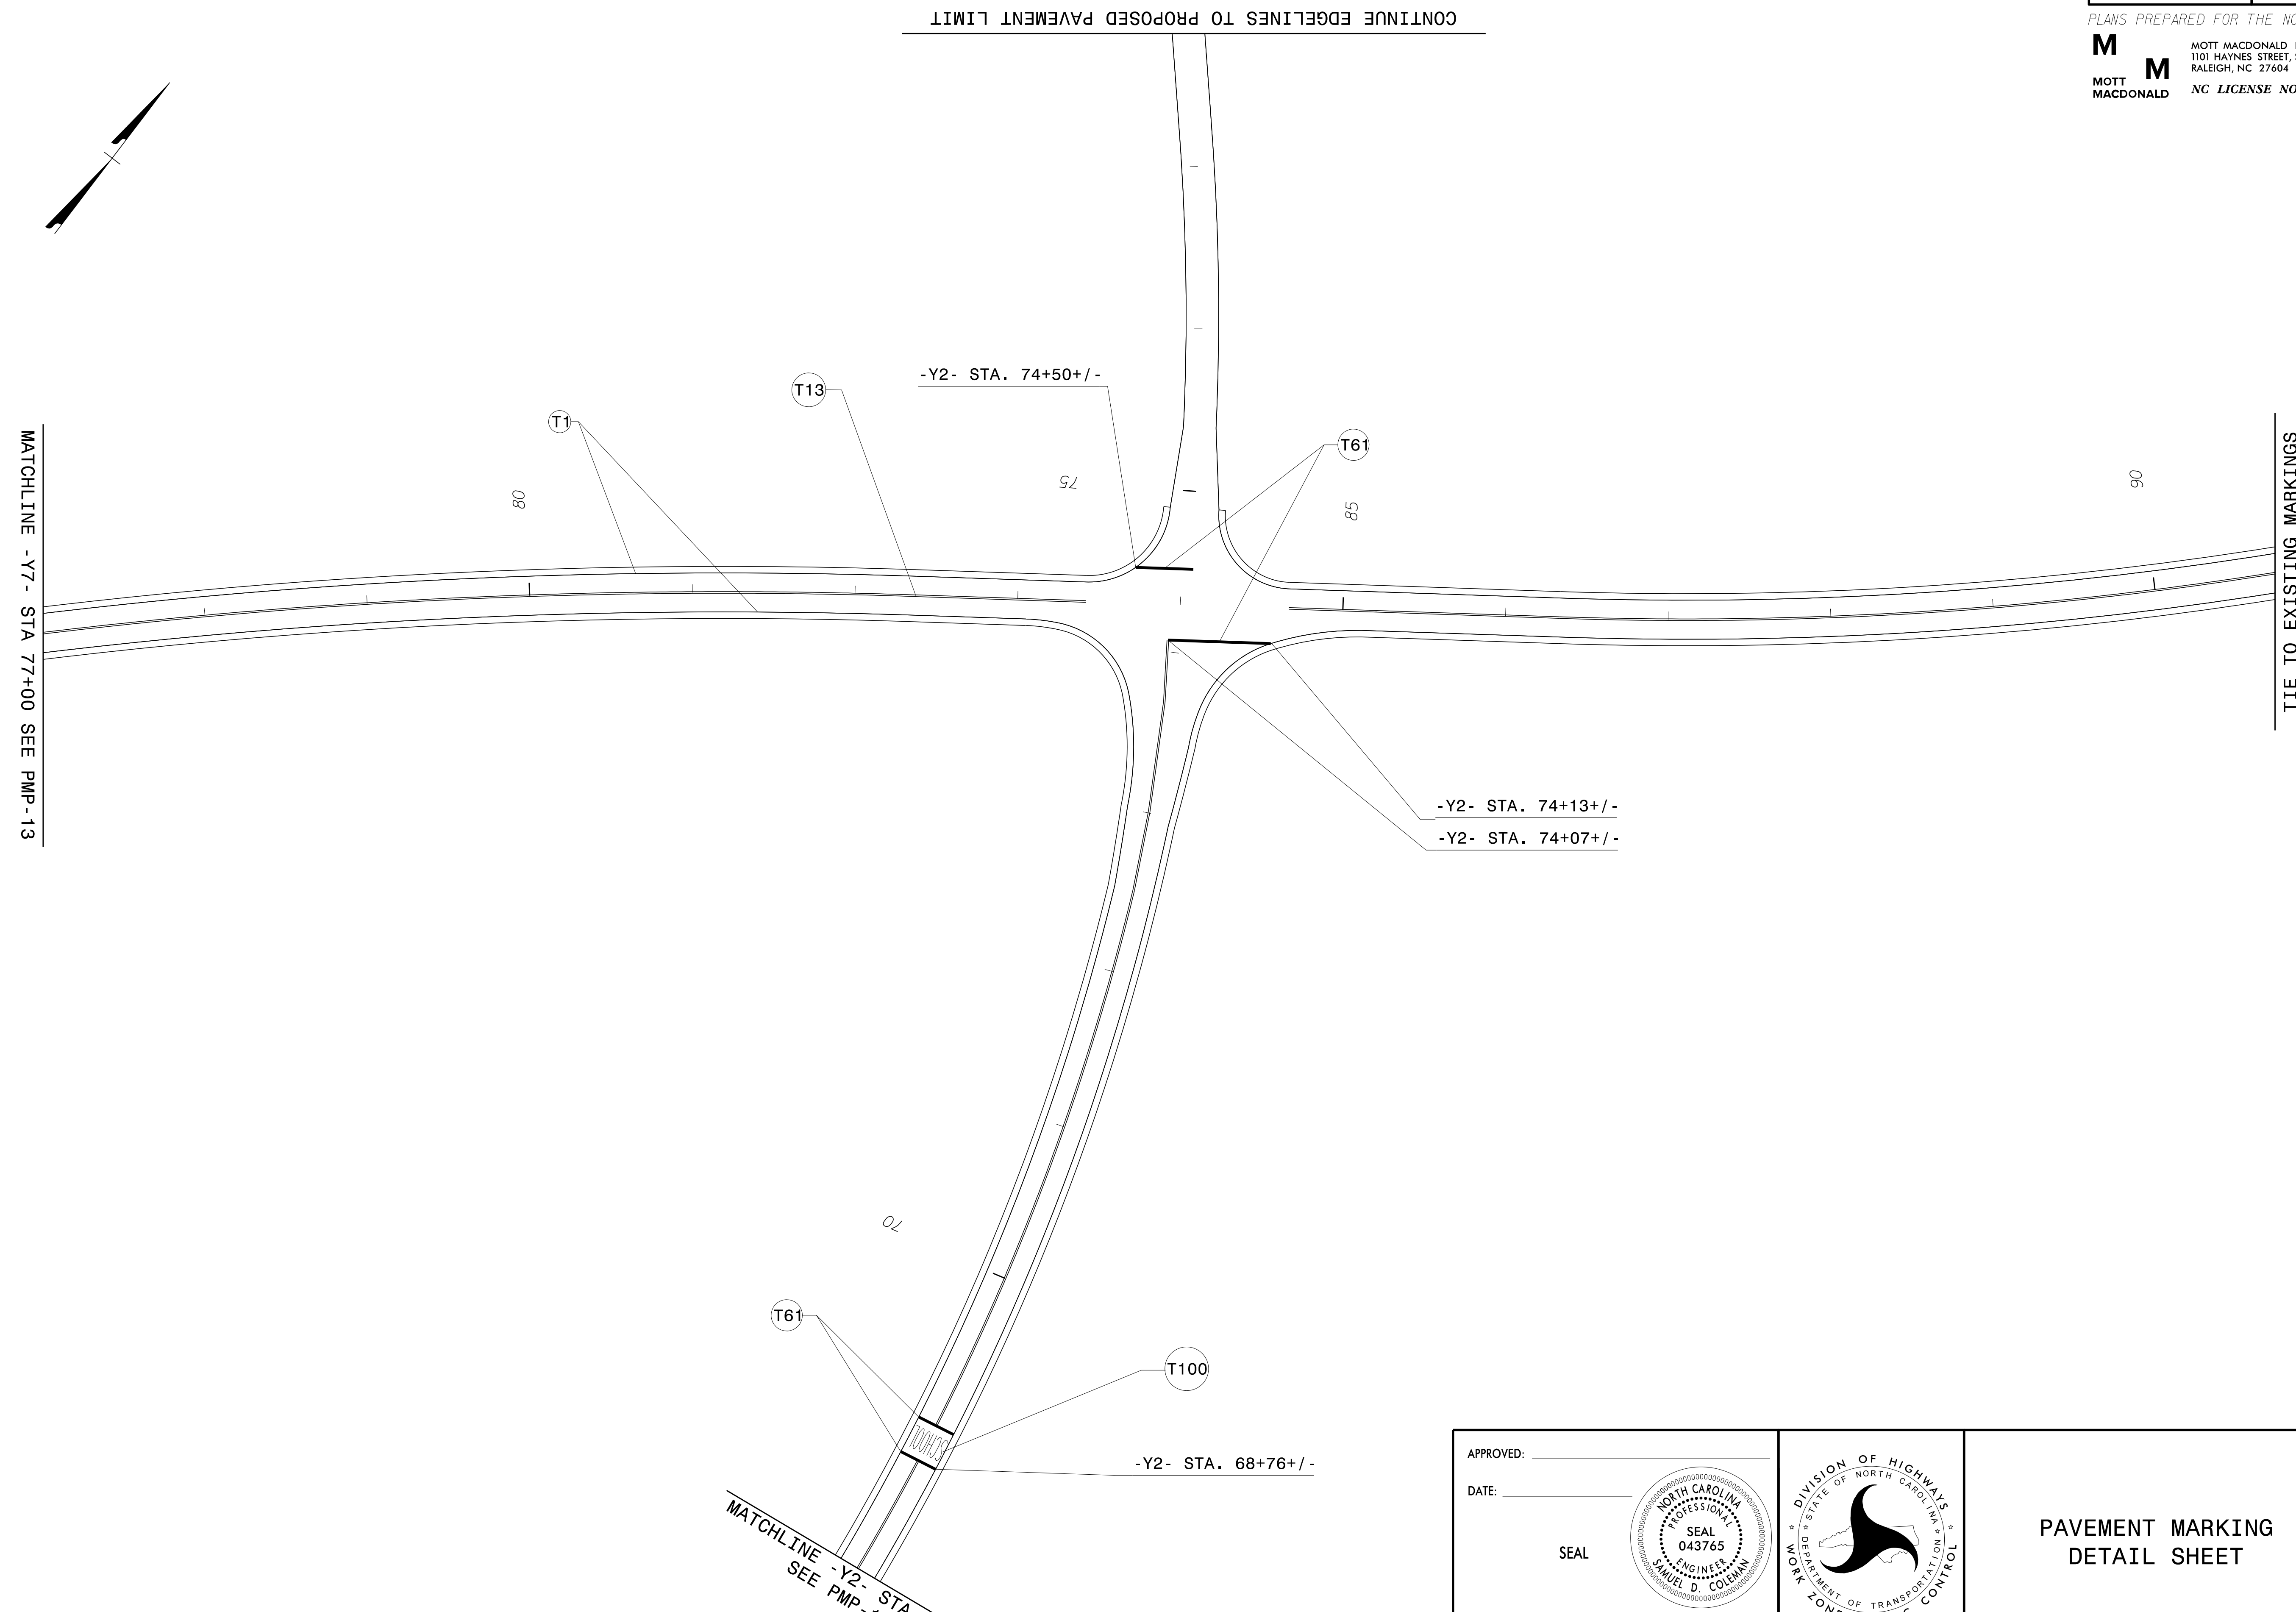 CONTINUE EDGELINES TO PROPOSED PAVEMENT LIMIT
PLANS PREPARED FOR THE
M
M
MOTT
MACDONALD
MOTT MACDONALD
1101 HAYNES STREET,
RALEIGH, NC 27604
NC LICENSE
-Y2- STA. 74+50+/-
T13
T1
T61
75
80
85
90
MATCHLINE -Y7- STA 77+00 SEE PMP-13
TIE TO EXISTING MARKINGS
-Y2- STA. 74+13+/-
-Y2- STA. 74+07+/-
70
T61
T100
SCHOOL
-Y2- STA. 68+76+/-
MATCHLINE -Y2- STA
SEE
APPROVED:
DATE:
SEAL
NORTH CAROLINA
PROFESSIONAL
SEAL
043765
ENGINEER
SAMUEL D. COLEMAN
DIVISION OF HIGHWAYS
STATE OF NORTH CAROLINA
DEPARTMENT OF TRANSPORTATION
WORK CONTROL
PAVEMENT MARKING
DETAIL SHEET